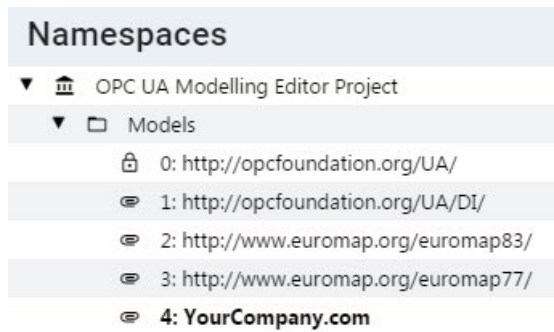 Namespaces
OPC UA Modelling Editor Project
Models
0: http://opcfoundation.org/UA/
1: http://opcfoundation.org/UA/DI/
2: http://www.euromap.org/euromap83/
3: http://www.euromap.org/euromap77/
4: YourCompany.com